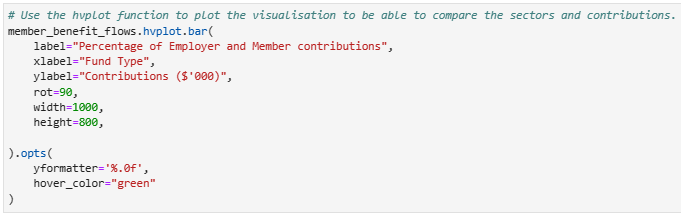 # Use the hvplot function to plot the visualisation to be able to compare the sectors and contributions.
member_benefit_flows.hvplot.bar(
    label="Percentage of Employer and Member contributions",
    xlabel="Fund Type",
    ylabel="Contributions ($'000)",
    rot=90,
    width=1000,
    height=800,

).opts(
    yformatter='%.0f',
    hover_color="green"
)